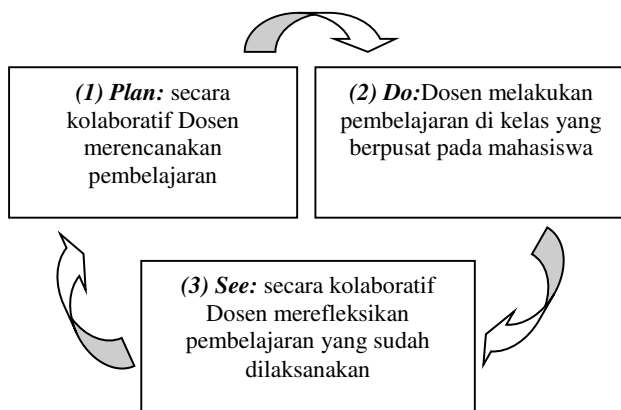 (1) Plan: secara
kolaboratif Dosen
merencanakan
pembelajaran
(2) Do:Dosen melakukan
pembelajaran di kelas yang
berpusat pada mahasiswa
(3) See: secara kolaboratif
Dosen merefleksikan
pembelajaran yang sudah
dilaksanakan